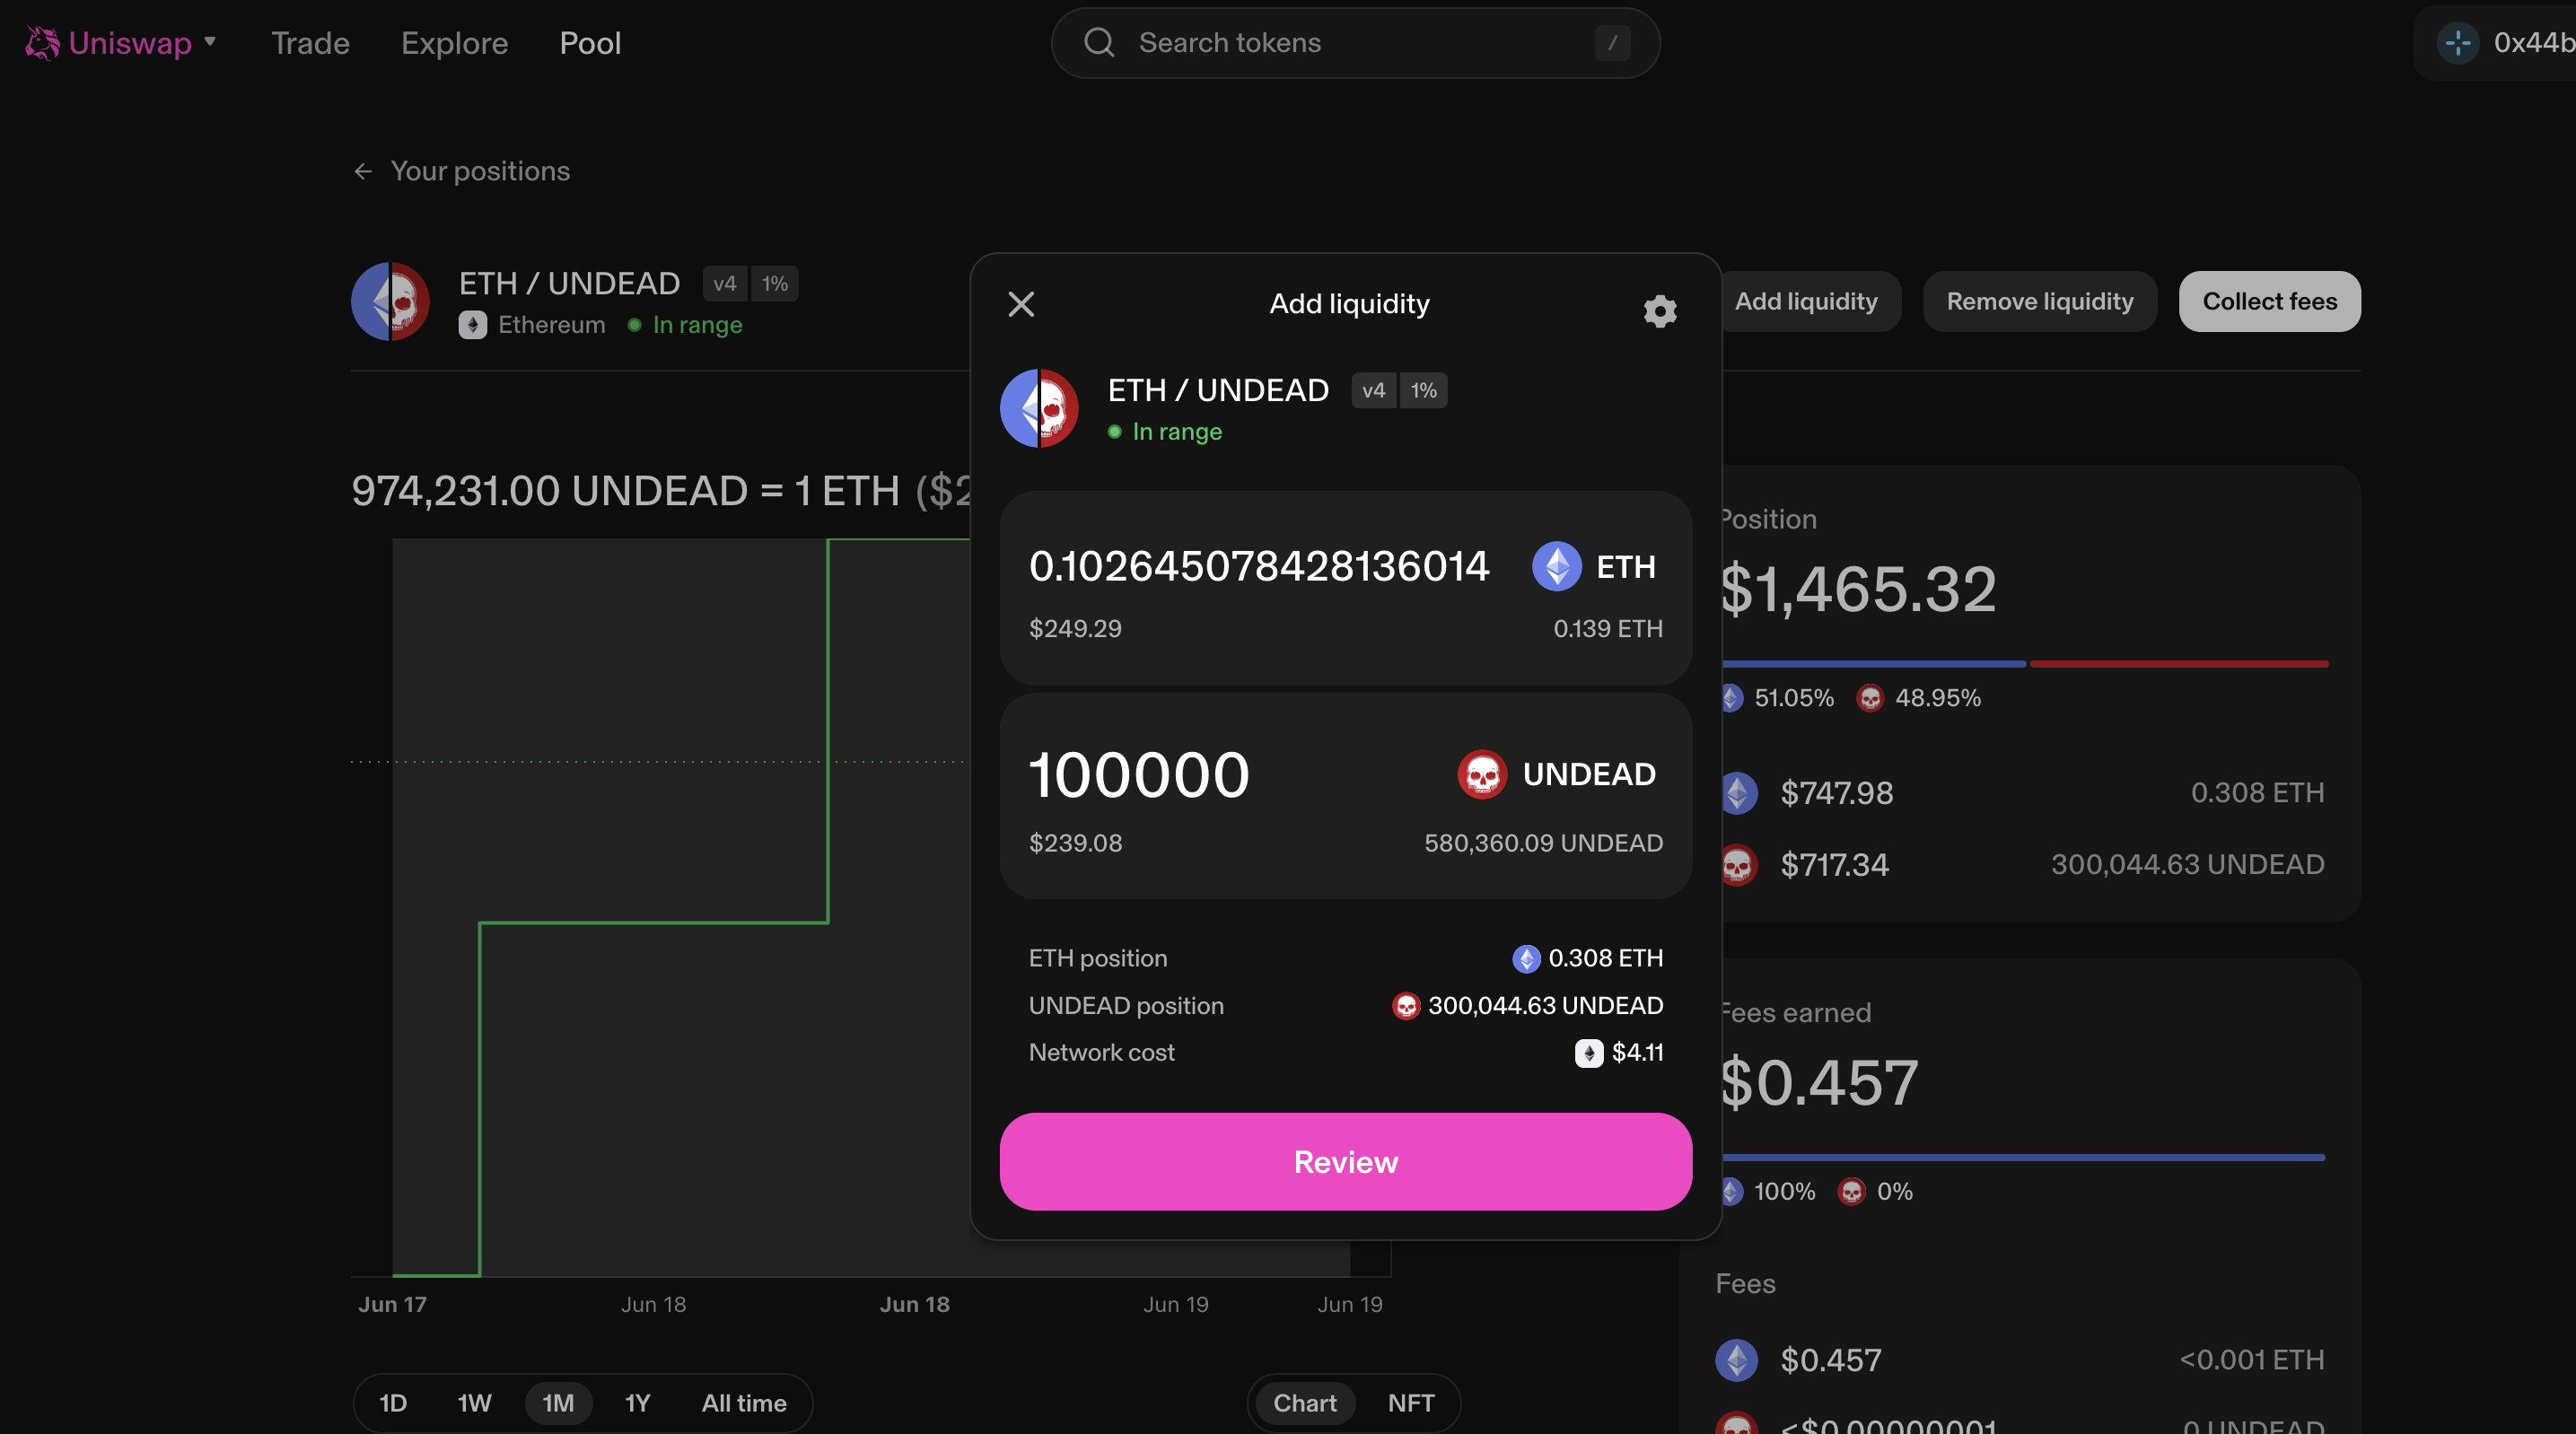 Uniswap
Trade
Explore
Pool
Search tokens
/
0x44b
Your positions
ETH / UNDEAD v4 1%
Ethereum In range
Add liquidity
Remove liquidity
Collect fees
974,231.00 UNDEAD = 1 ETH ($2
Jun 17
Jun 18
Jun 18
Jun 19
Jun 19
1D
1W
1M
1Y
All time
Chart
NFT
Add liquidity
ETH / UNDEAD v4 1%
In range
0.102645078428136014 ETH
$249.29 0.139 ETH
100000 UNDEAD
$239.08 580,360.09 UNDEAD
ETH position 0.308 ETH
UNDEAD position 300,044.63 UNDEAD
Network cost $4.11
Review
Position
$1,465.32
51.05% 48.95%
$747.98 0.308 ETH
$717.34 300,044.63 UNDEAD
Fees earned
$0.457
100% 0%
Fees
$0.457 <0.001 ETH
<$0.00000001 0 UNDEAD